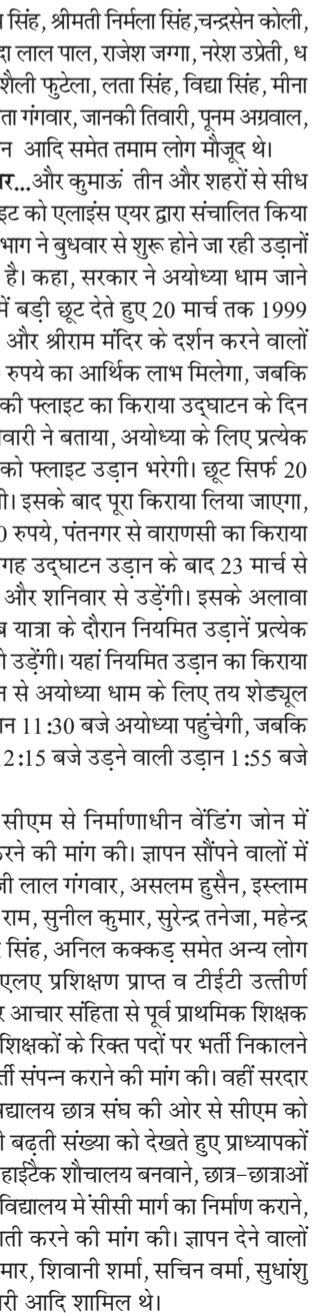 सिंह, श्रीमती निर्मला सिंह,चन्द्रसेन कोली,
लाल पाल, राजेश जग्गा, नरेश उप्रेती, ध
शैली फुटेला, लता सिंह, विद्या सिंह, मीना
ता गंगवार, जानकी तिवारी, पूनम अग्रवाल,
न आदि समेत तमाम लोग मौजूद थे।
र...और कुमाऊं तीन और शहरों से सीध
इट को एलाइंस एयर द्वारा संचालित किया
भाग ने बुधवार से शुरू होने जा रही उड़ानों
है। कहा, सरकार ने अयोध्या धाम जाने
में बड़ी छूट देते हुए 20 मार्च तक 1999
और श्रीराम मंदिर के दर्शन करने वालों
रुपये का आर्थिक लाभ मिलेगा, जबकि
की फ्लाइट का किराया उद्घाटन के दिन
वारी ने बताया, अयोध्या के लिए प्रत्येक
को फ्लाइट उड़ान भरेगी। छूट सिर्फ 20
ी। इसके बाद पूरा किराया लिया जाएगा,
0 रुपये, पंतनगर से वाराणसी का किराया
गह उद्घाटन उड़ान के बाद 23 मार्च से
और शनिवार से उड़ेंगी। इसके अलावा
यात्रा के दौरान नियमित उड़ानें प्रत्येक
उड़ेंगी। यहां नियमित उड़ान का किराया
से अयोध्या धाम के लिए तय शेड्यूल
ान 11:30 बजे अयोध्या पहुंचेगी, जबकि
2:15 बजे उड़ने वाली उड़ान 1:55 बजे
सीएम से निर्माणाधीन वेंडिंग जोन में
रने की मांग की। ज्ञापन सौंपने वालों में
जी लाल गंगवार, असलम हुसैन, इस्लाम
राम, सुनील कुमार, सुरेन्द्र तनेजा, महेन्द्र
सिंह, अनिल कक्कड़ समेत अन्य लोग
एलए प्रशिक्षण प्राप्त व टीईटी उत्तीर्ण
आचार संहिता से पूर्व प्राथमिक शिक्षक
शिक्षकों के रिक्त पदों पर भर्ती निकालने
र्ती संपन्न कराने की मांग की। वहीं सरदार
द्यालय छात्र संघ की ओर से सीएम को
बढ़ती संख्या को देखते हुए प्राध्यापकों
हाईटैक शौचालय बनवाने, छात्र-छात्राओं
विद्यालय में सीसी मार्ग का निर्माण कराने,
ाती करने की मांग की। ज्ञापन देने वालों
मार, शिवानी शर्मा, सचिन वर्मा, सुधांशु
री आदि शामिल थे।